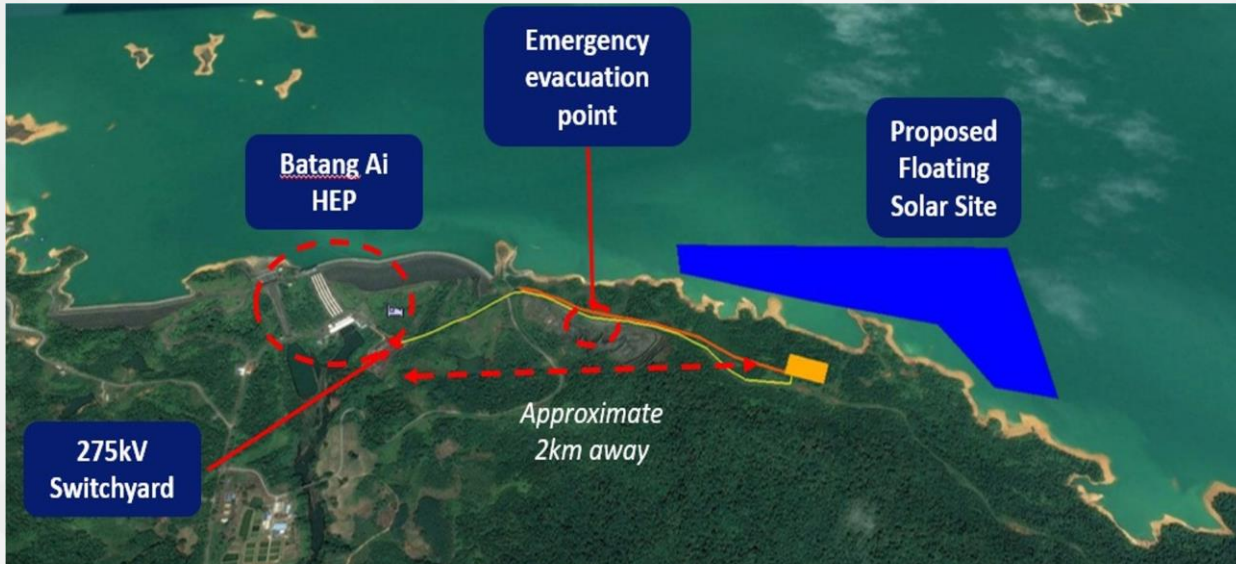 Emergency
evacuation
point
Batang Ai
HEP
Proposed
Floating
Solar Site
Approximate
2km away
275kV
Switchyard